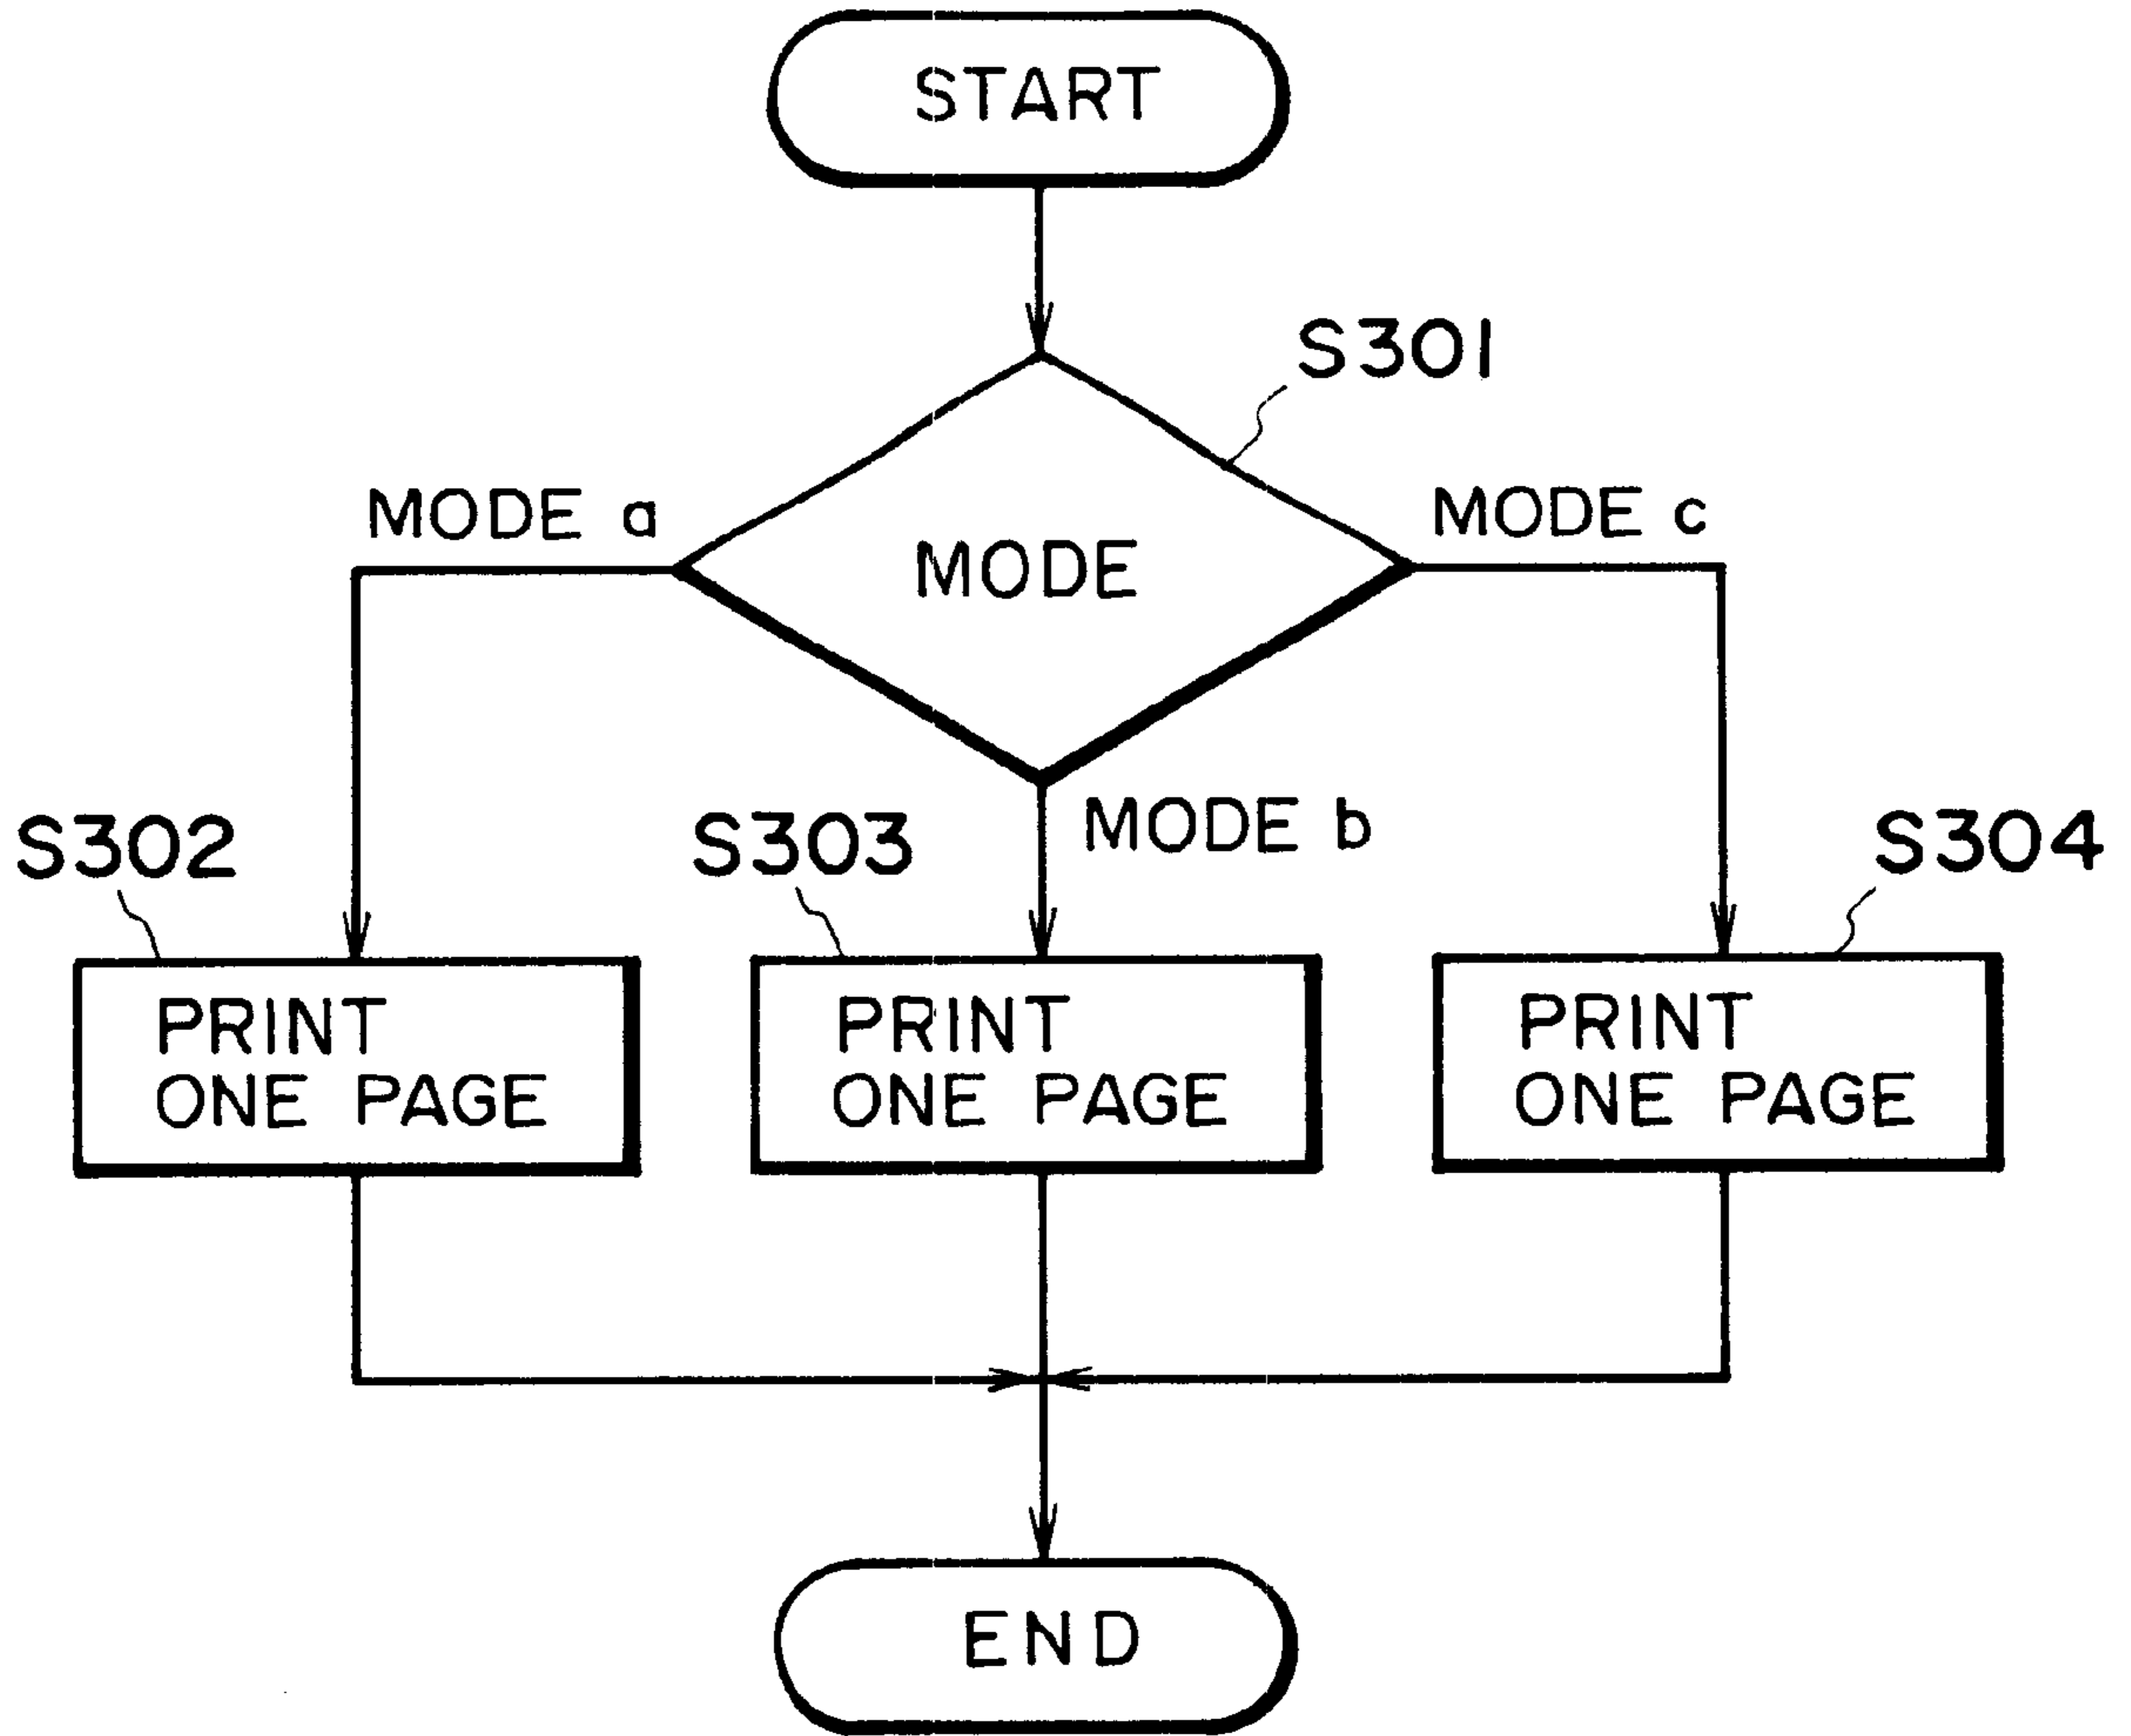 START
S301
MODE a
MODE
MODE c
MODE b
S302
S303
S304
PRINT
ONE PAGE
PRINT
ONE PAGE
PRINT
ONE PAGE
END